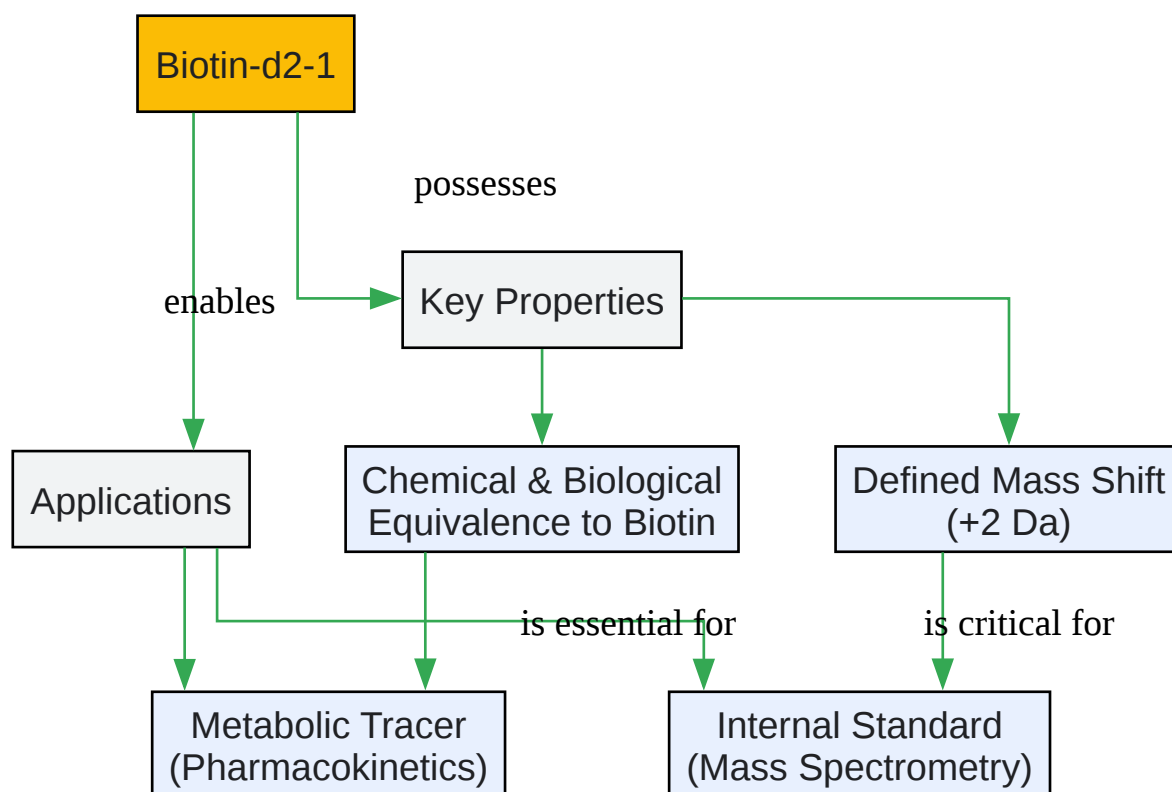 Biotin-d2-1
possesses
enables
Key Properties
Applications
Chemical & Biological
Equivalence to Biotin
Defined Mass Shift
(+2 Da)
is essential for
is critical for
Metabolic Tracer
(Pharmacokinetics)
Internal Standard
(Mass Spectrometry)